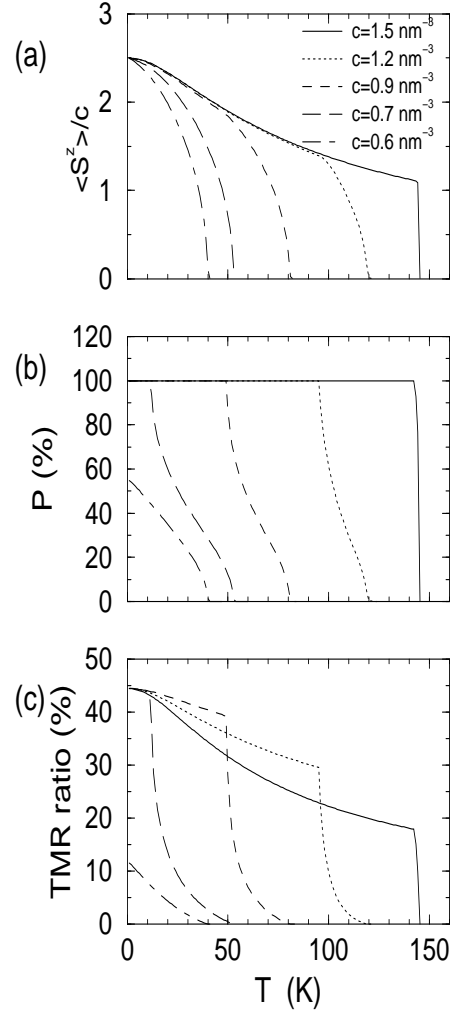 (a)
<S^z>/c
3
2
1
0
c=1.5 nm⁻³
c=1.2 nm⁻³
c=0.9 nm⁻³
c=0.7 nm⁻³
c=0.6 nm⁻³
(b)
P (%)
120
100
80
60
40
20
0
(c)
TMR ratio (%)
50
40
30
20
10
0
0 50 100 150
T (K)